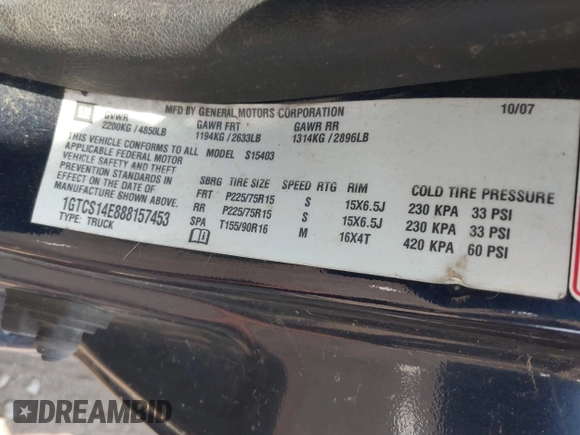 MFD BY GENERAL MOTORS CORPORATION 10/07
GVWR GAWR FRT GAWR RR
2200KG / 4850LB 1194KG / 2633LB 1314KG / 2896LB
THIS VEHICLE CONFORMS TO ALL MODEL S15403
APPLICABLE FEDERAL MOTOR
VEHICLE SAFETY AND THEFT
PREVENTION STANDARDS IN
EFFECT ON THE DATE OF
MANUFACTURE SHOWN ABOVE.
1GTCS14E888157453
TYPE: TRUCK
SBRG TIRE SIZE SPEED RTG RIM COLD TIRE PRESSURE
FRT P225/75R15 S 15X6.5J 230 KPA 33 PSI
RR P225/75R15 S 15X6.5J 230 KPA 33 PSI
SPA T155/90R16 M 16X4T 420 KPA 60 PSI
DREAMBID